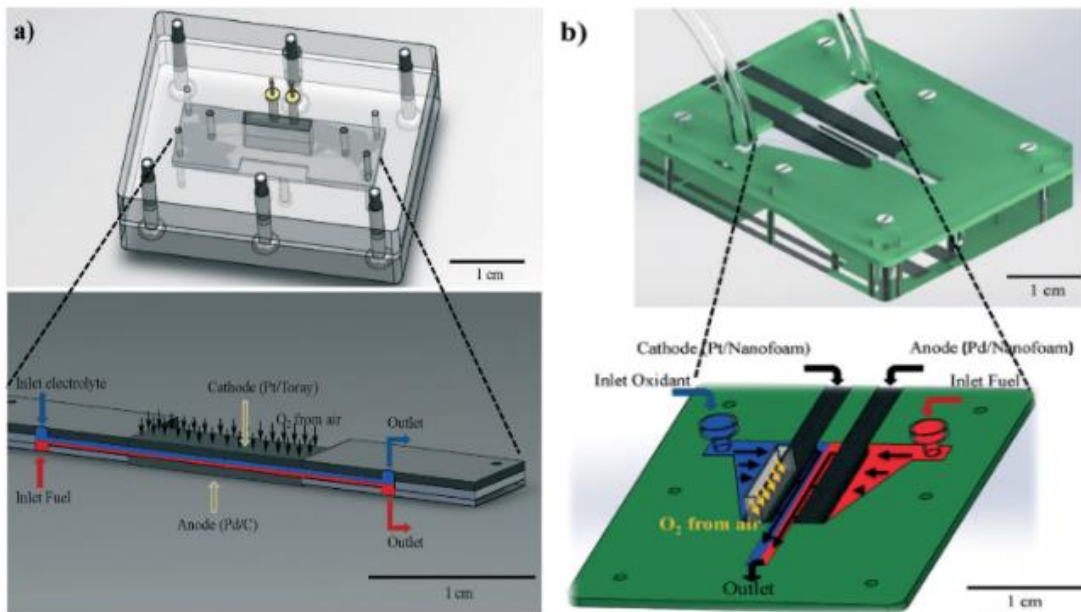 a)
1 cm
Inlet electrolyte
Cathode (Pt/Toray)
O2 from air
Outlet
Inlet Fuel
Anode (Pd/C)
Outlet
1 cm
b)
1 cm
Cathode (Pt/Nanofoam)
Anode (Pd/Nanofoam)
Inlet Oxidant
Inlet Fuel
O2 from air
Outlet
1 cm